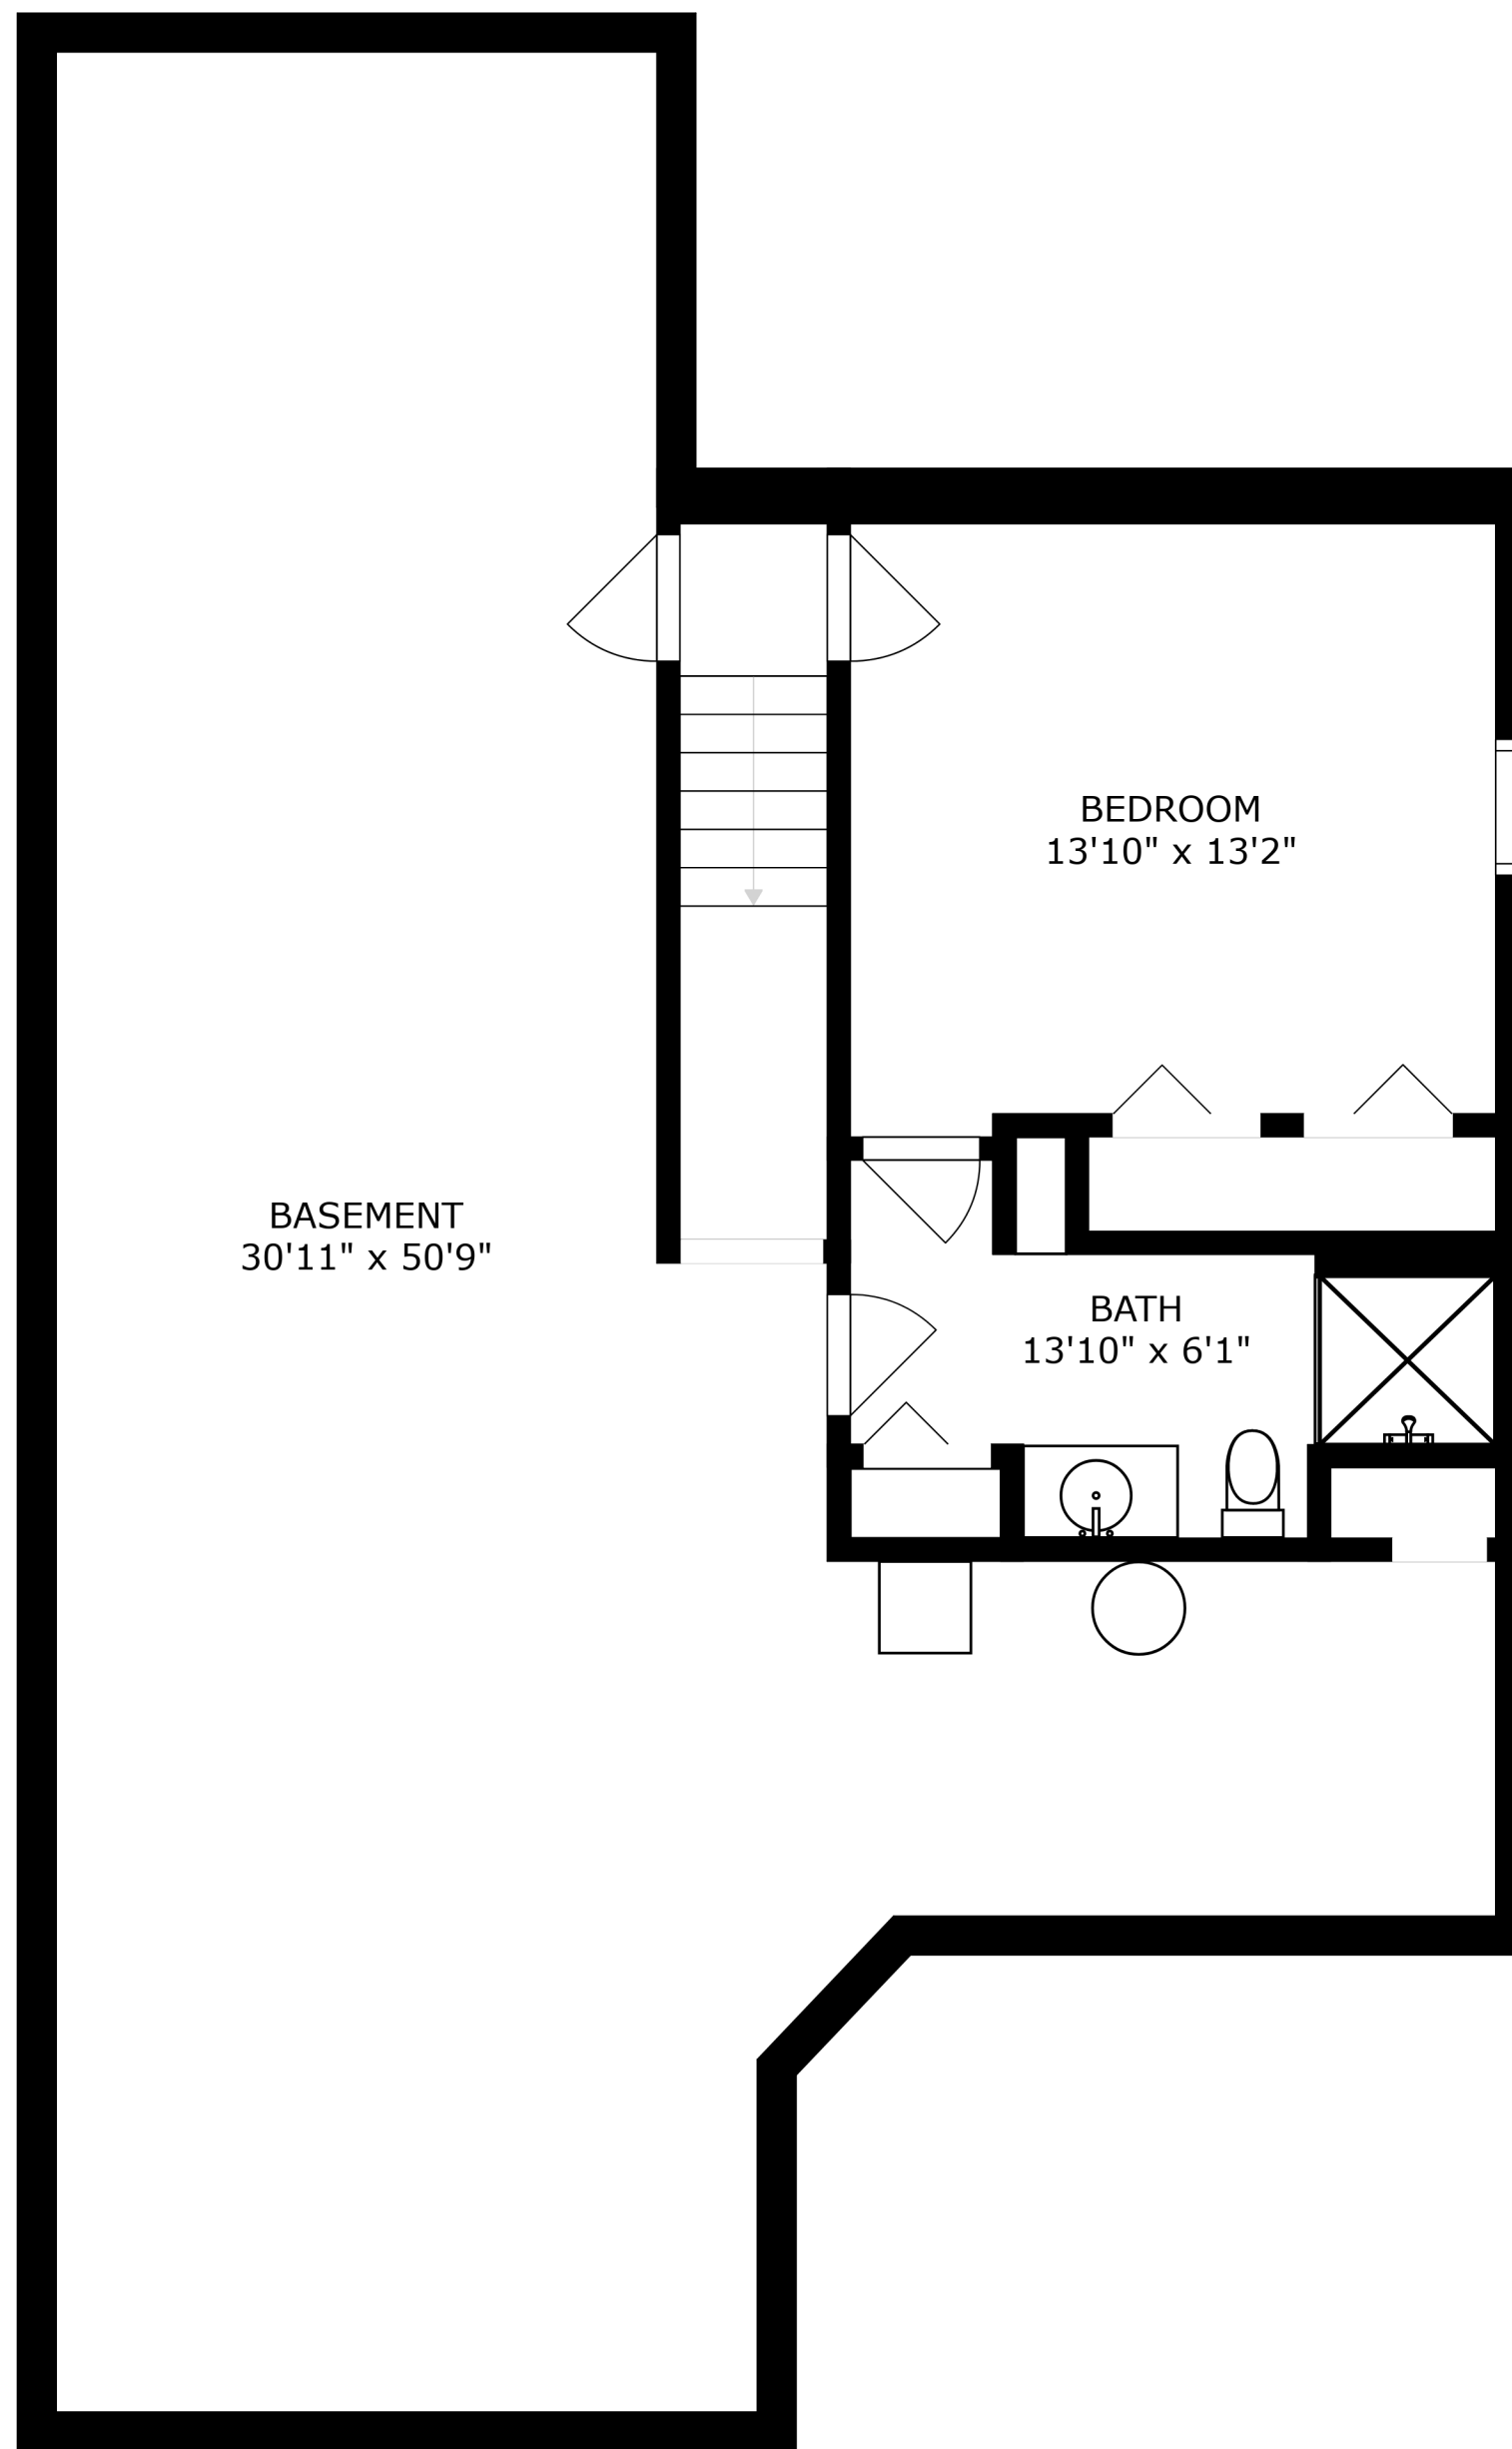 BEDROOM
13'10" x 13'2"
BASEMENT
30'11" x 50'9"
BATH
13'10" x 6'1"